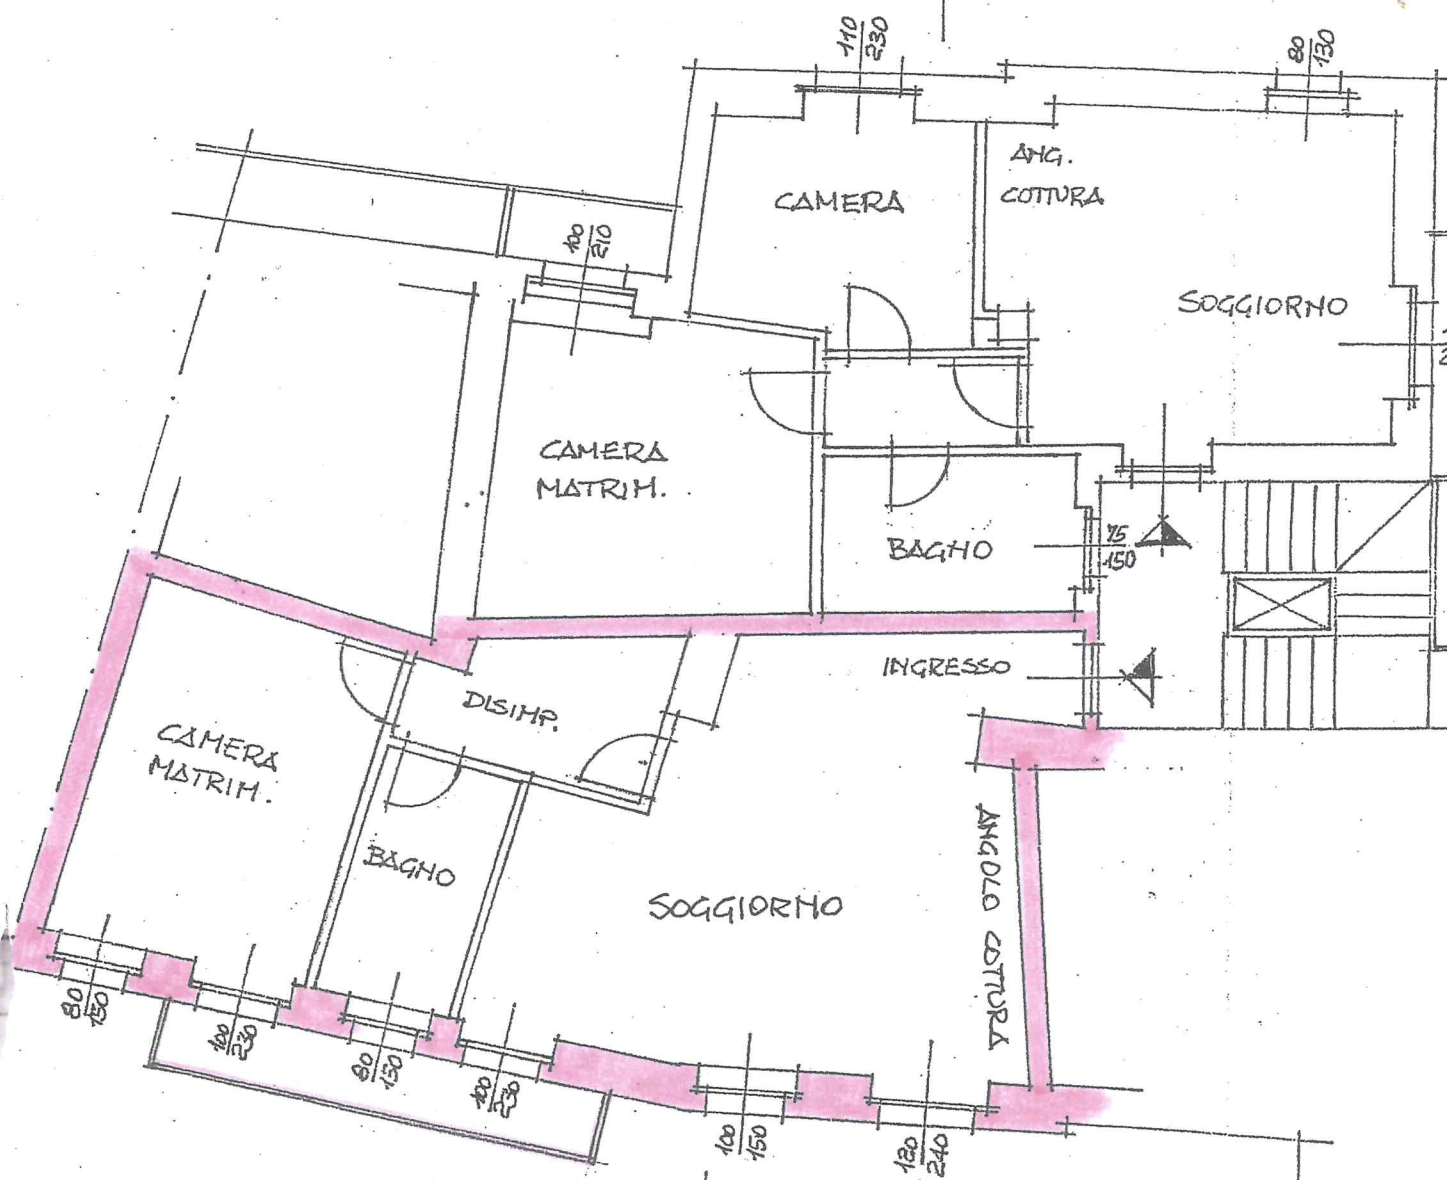 110
230
80
130
ANG.
COTTURA
CAMERA
100
210
SOGGIORNO
CAMERA
MATRIM.
BAGNO
75
150
INGRESSO
DISIMP.
CAMERA
MATRIM.
BAGNO
SOGGIORNO
ANGOLO COTTURA
80
150
100
230
80
150
100
230
100
150
120
240